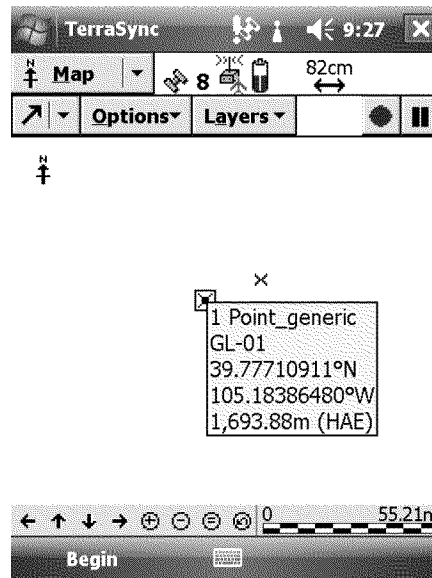 TerraSync 9:27
N Map 8 82cm
Options Layers
N
1 Point_generic
GL-01
39.77710911°N
105.18386480°W
1,693.88m (HAE)
0 55.21m
Begin